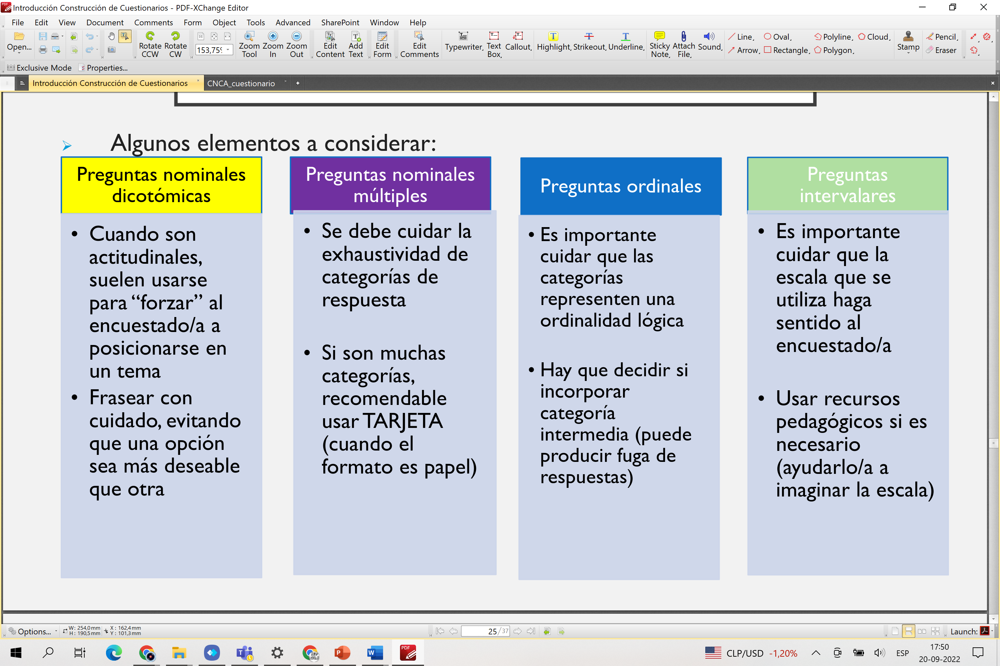 Introducción Construcción de Cuestionarios - PDF-XChange Editor
File Edit View Document Comments Form Object Tools Advanced SharePoint Window Help
Open...
Rotate CCW
Rotate CW
153,75%
Zoom Tool
Zoom In
Zoom Out
Edit Content
Add Text
Edit Form
Edit Comments
Typewriter
Text Box
Callout
Highlight
Strikeout
Underline
Sticky Note
Attach File
Sound
Line
Arrow
Oval
Rectangle
Polyline
Polygon
Cloud
Stamp
Pencil
Eraser
Exclusive Mode Properties...
Introducción Construcción de Cuestionarios
CNCA_cuestionario
Algunos elementos a considerar:
Preguntas nominales
dicotómicas
• Cuando son
actitudinales,
suelen usarse
para “forzar” al
encuestado/a a
posicionarse en
un tema
• Frasear con
cuidado, evitando
que una opción
sea más deseable
que otra
Preguntas nominales
múltiples
• Se debe cuidar la
exhaustividad de
categorías de
respuesta
• Si son muchas
categorías,
recomendable
usar TARJETA
(cuando el
formato es papel)
Preguntas ordinales
• Es importante
cuidar que las
categorías
representen una
ordinalidad lógica
• Hay que decidir si
incorporar
categoría
intermedia (puede
producir fuga de
respuestas)
Preguntas
intervalares
• Es importante
cuidar que la
escala que se
utiliza haga
sentido al
encuestado/a
• Usar recursos
pedagógicos si es
necesario
(ayudarlo/a a
imaginar la escala)
Options...
W: 254,0 mm
H: 190,5 mm
X: 162,4 mm
Y: 101,3 mm
25 / 37
Launch:
CLP/USD -1,20%
ESP
17:50
20-09-2022